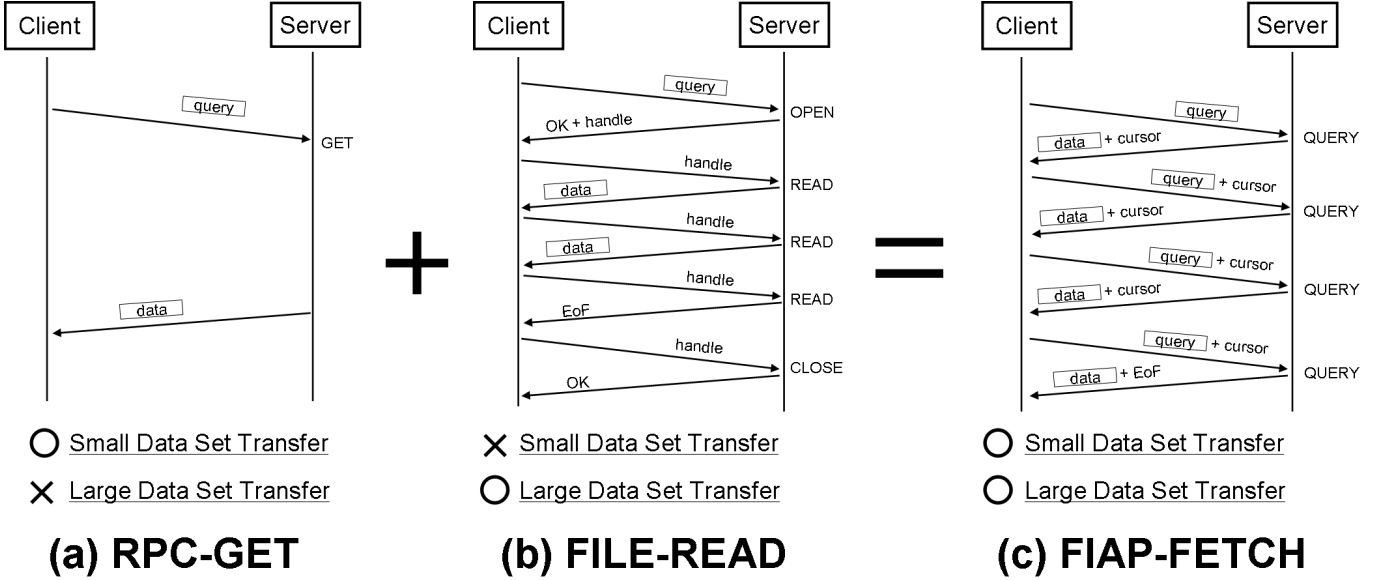 Client
Server
query
GET
data
Small Data Set Transfer
Large Data Set Transfer
(a) RPC-GET
+
Client
Server
query
OPEN
OK + handle
handle
READ
data
handle
READ
data
handle
READ
EoF
handle
CLOSE
OK
Small Data Set Transfer
Large Data Set Transfer
(b) FILE-READ
=
Client
Server
query
QUERY
data + cursor
query + cursor
QUERY
data + cursor
query + cursor
QUERY
data + cursor
query + cursor
QUERY
data + EoF
Small Data Set Transfer
Large Data Set Transfer
(c) FIAP-FETCH